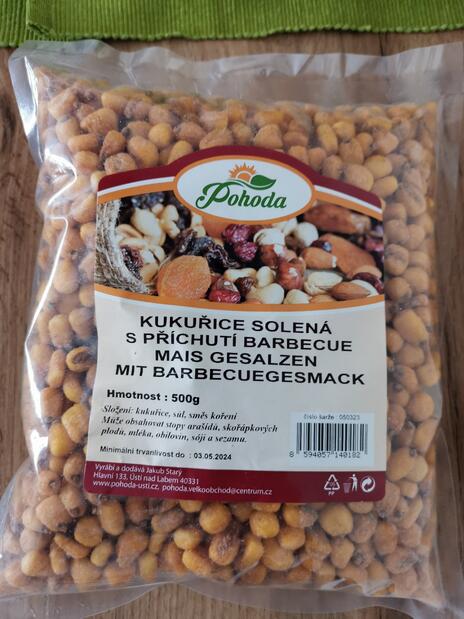 Pohoda
KUKUŘICE SOLENÁ
S PŘÍCHUTÍ BARBECUE
MAIS GESALZEN
MIT BARBECUEGESMACK
Hmotnost : 500g
Složení: kukuřice, sůl, směs koření
Může obsahovat stopy arašídů, skořápkových
plodů, mléka, obilovin, sóji a sezamu.
Minimální trvanlivost do : 03.05.2024
číslo šarže : 050323
8 594057 140182
Vyrábí a dodává Jakub Starý
Hlavní 133, Ústí nad Labem 40331
www.pohoda-usti.cz, pohoda.velkoobchod@centrum.cz
PP